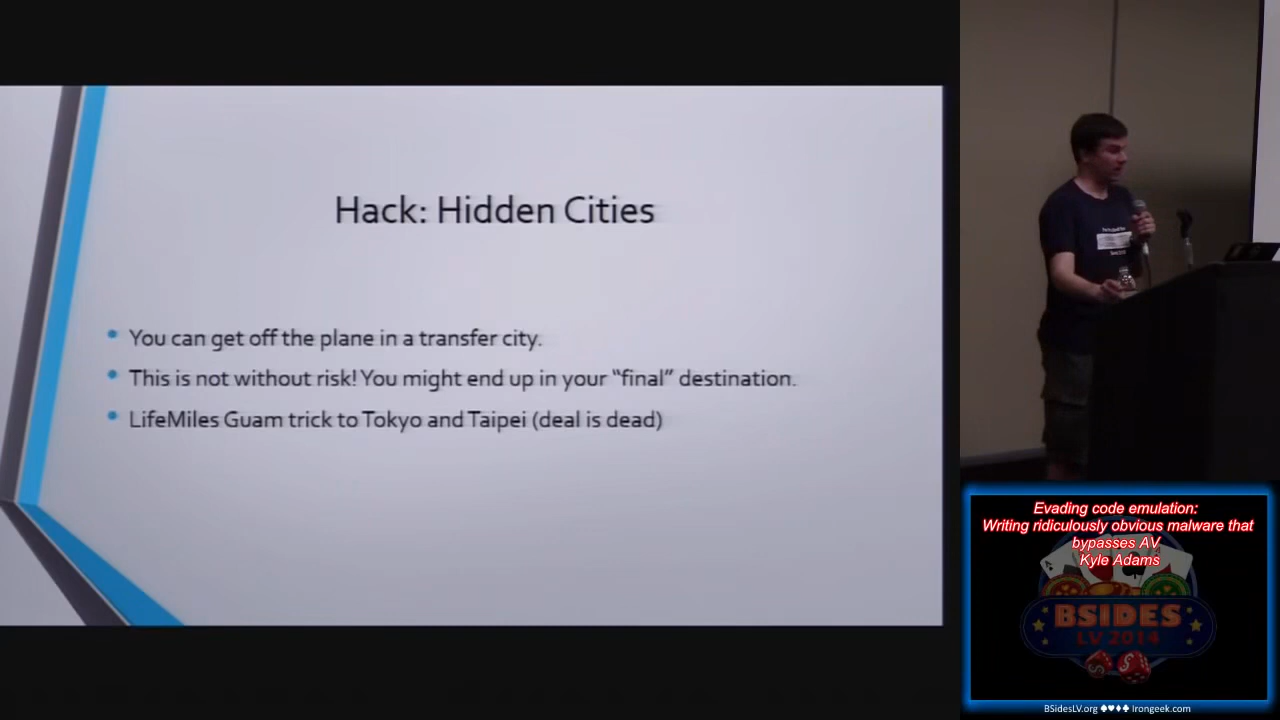 Hack: Hidden Cities
You can get off the plane in a transfer city.
This is not without risk! You might end up in your “final” destination.
LifeMiles Guam trick to Tokyo and Taipei (deal is dead)
Evading code emulation:
Writing ridiculously obvious malware that
bypasses AV
Kyle Adams
BSIDES
LV 2014
BSidesLV.org ♠♥♦♣ Irongeek.com